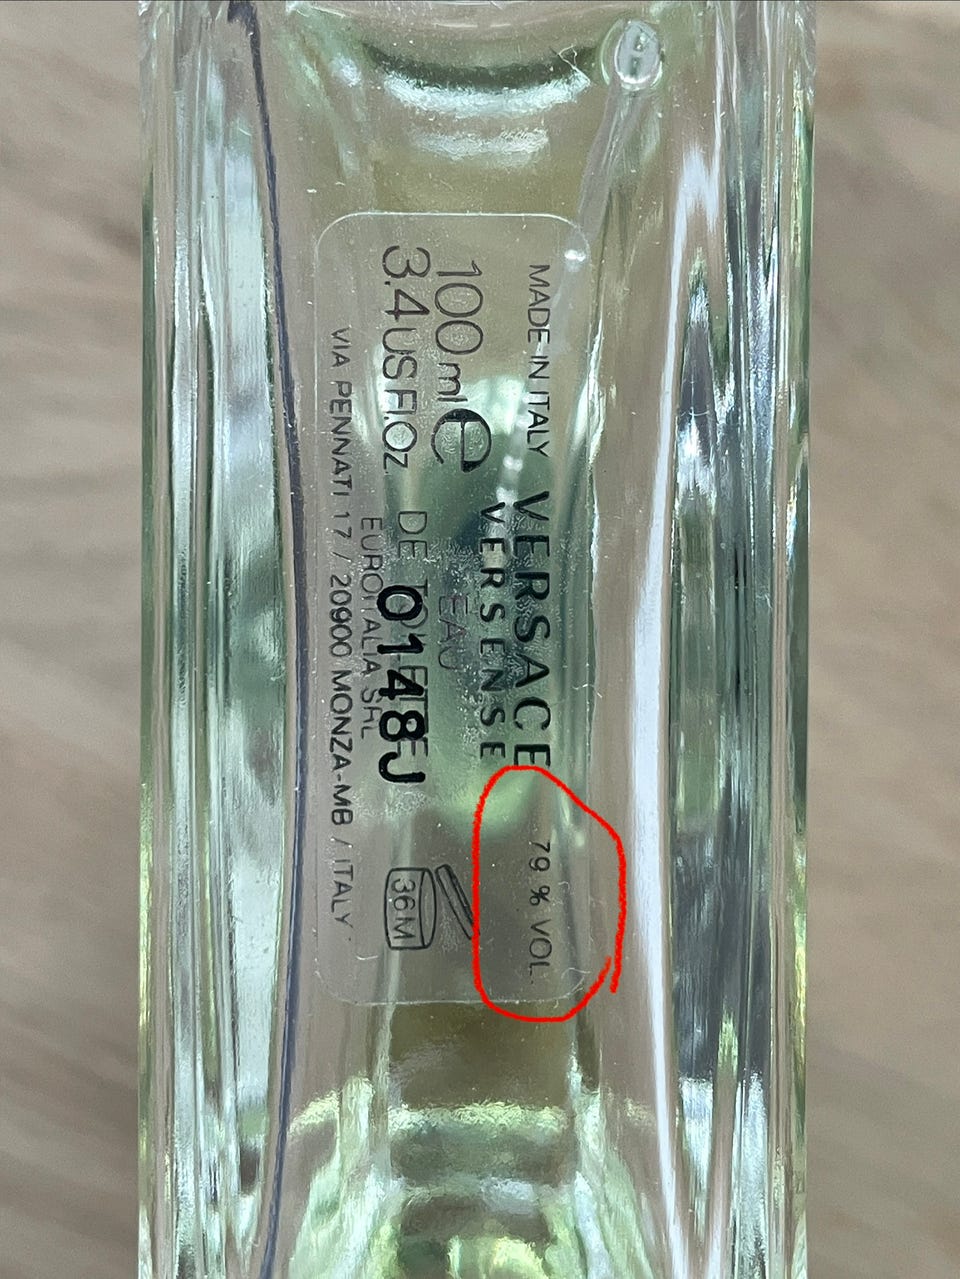 MADE IN ITALY
VERSACE
79 % VOL.
VERSENSE
100 ml e
3.4 US Fl.Oz
EAU
DE TOILETTE
0148J
36 M
EUROITALIA SRL
VIA PENNATI 17 / 20900 MONZA-MB / ITALY